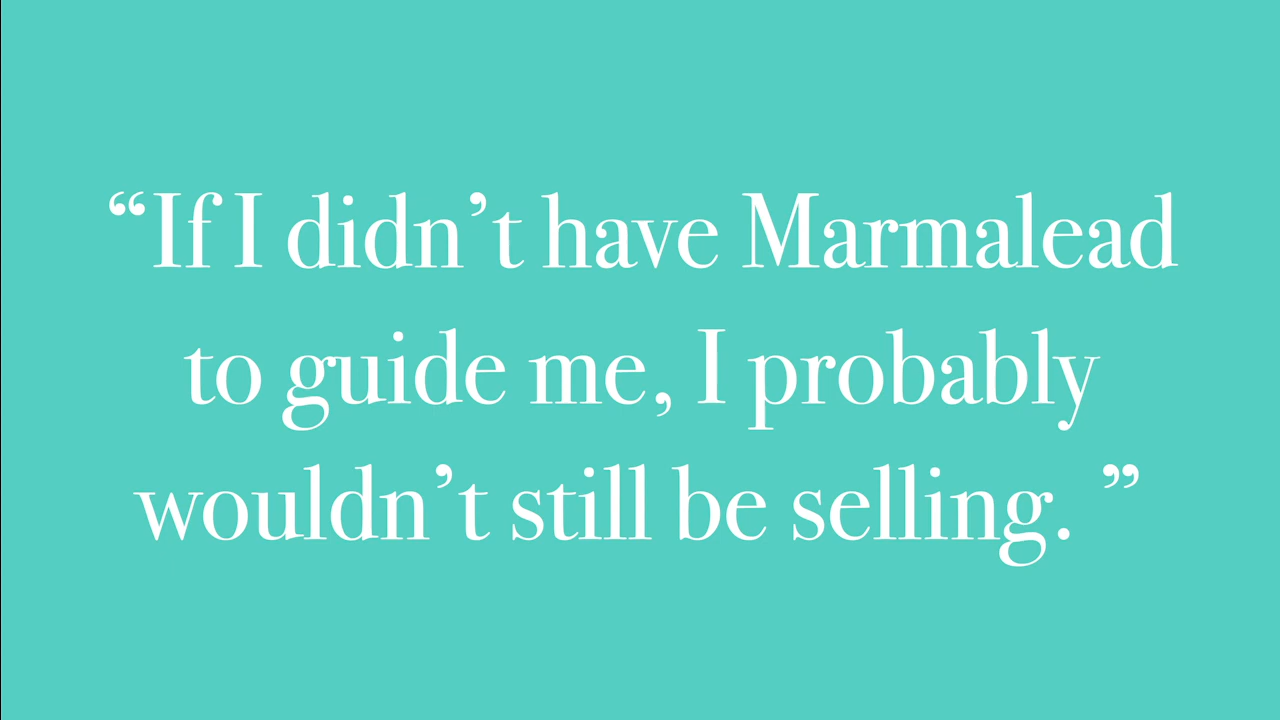 “If I didn’t have Marmalead
to guide me, I probably
wouldn’t still be selling. ”